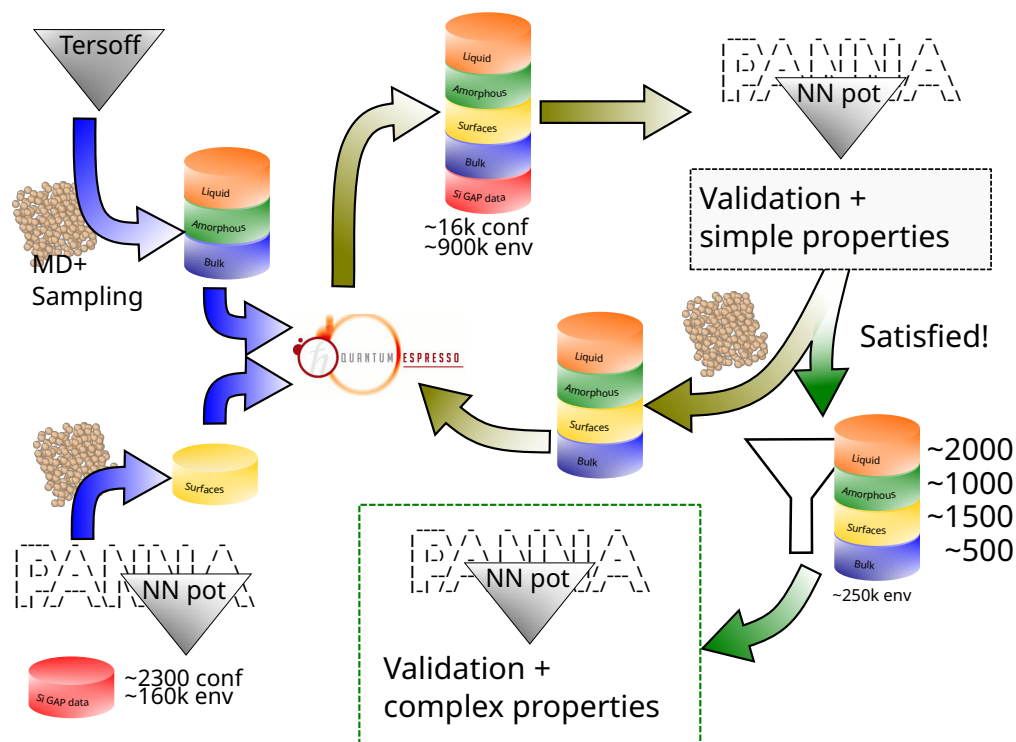 Tersoff
MD+
Sampling
Liquid
Amorphous
Bulk
Liquid
Amorphous
Surfaces
Bulk
Si GAP data
~16k conf
~900k env
PANNA
NN pot
Validation +
simple properties
Satisfied!
ħ QUANTUM ESPRESSO
Liquid
Amorphous
Surfaces
Bulk
Surfaces
PANNA
NN pot
Si GAP data
~2300 conf
~160k env
Liquid
Amorphous
Surfaces
Bulk
~2000
~1000
~1500
~500
~250k env
PANNA
NN pot
Validation +
complex properties